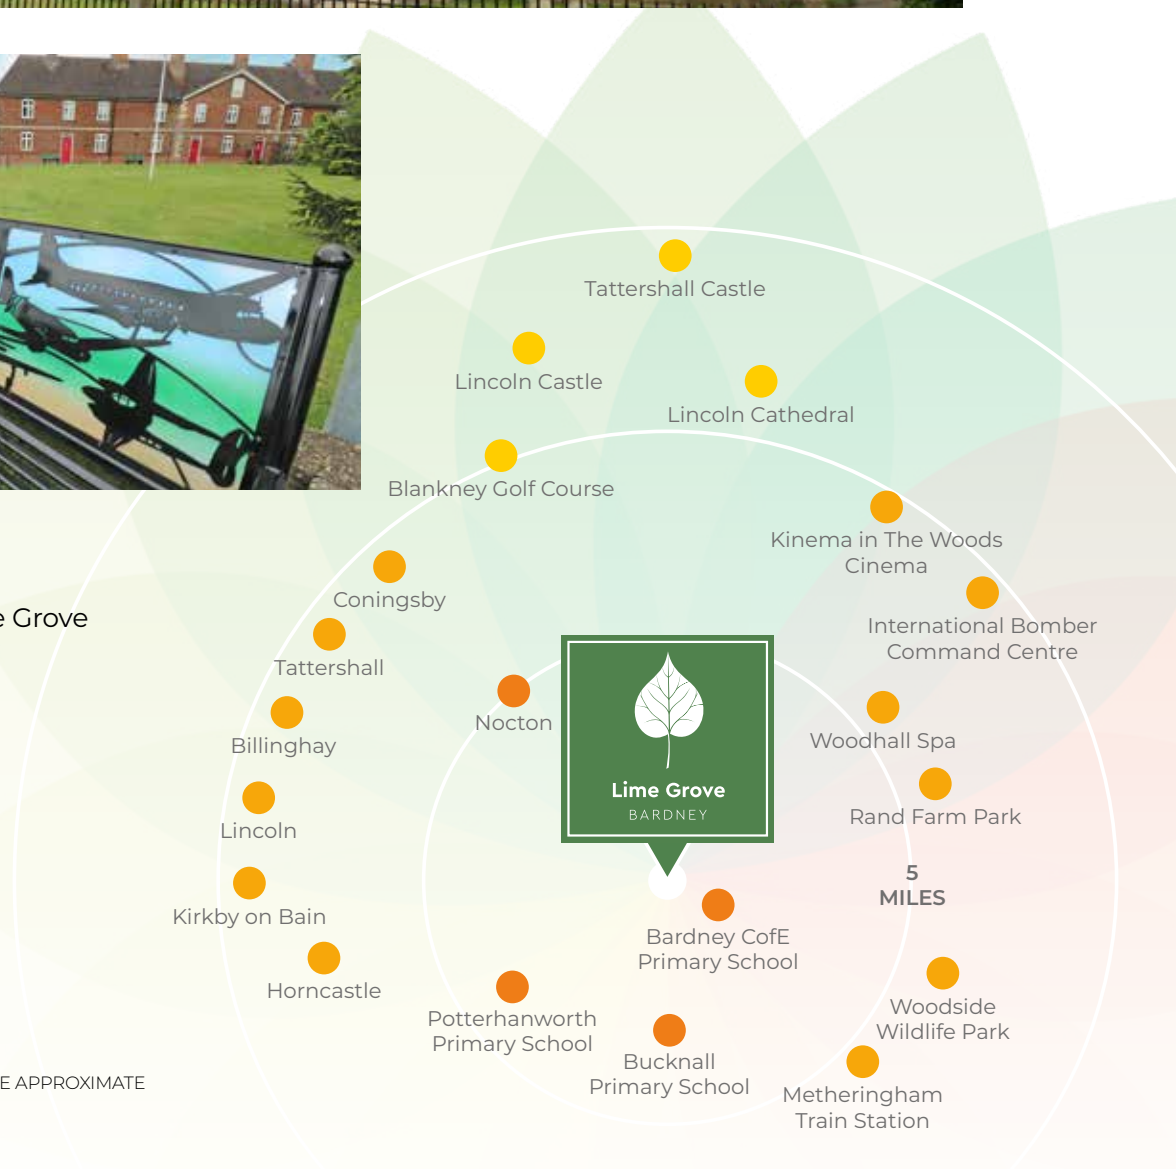 Tattershall Castle
Lincoln Castle
Lincoln Cathedral
Blankney Golf Course
Kinema in The Woods
Cinema
Coningsby
International Bomber
Command Centre
e Grove
Tattershall
Nocton
Woodhall Spa
Billinghay
Lime Grove
BARDNEY
Rand Farm Park
Lincoln
5
MILES
Kirkby on Bain
Bardney CofE
Primary School
Horncastle
Woodside
Wildlife Park
Potterhanworth
Primary School
Bucknall
Primary School
E APPROXIMATE
Metheringham
Train Station